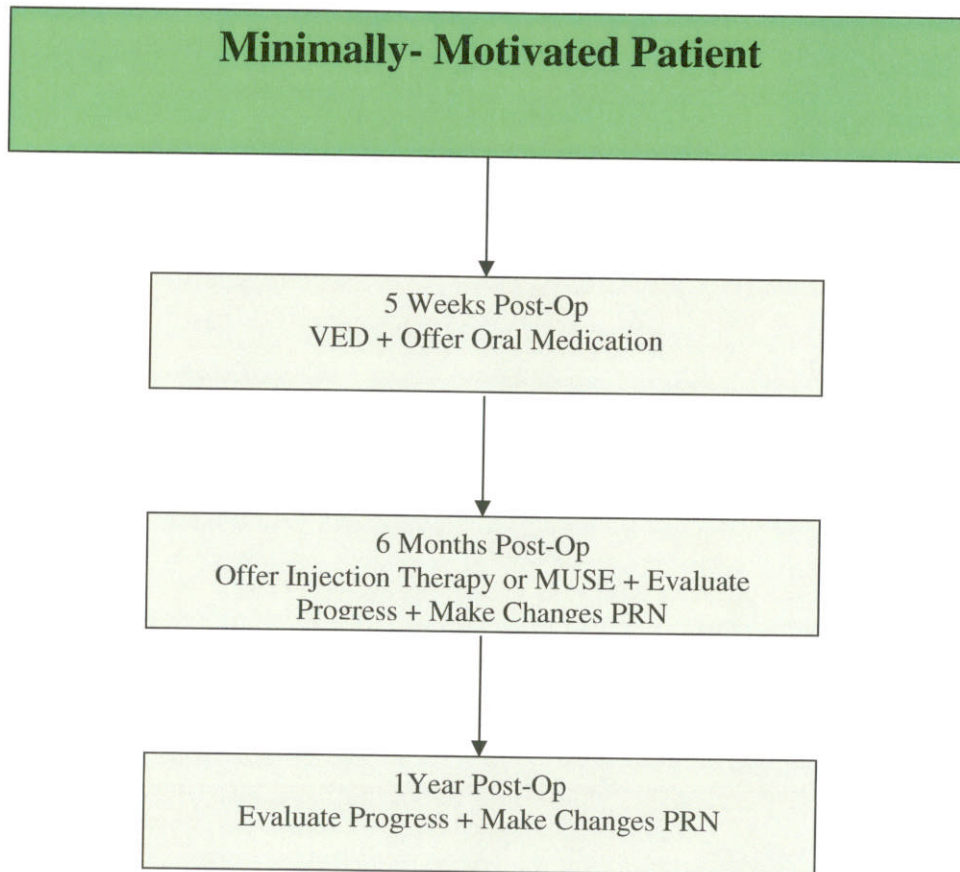 Minimally- Motivated Patient
5 Weeks Post-Op
VED + Offer Oral Medication
6 Months Post-Op
Offer Injection Therapy or MUSE + Evaluate
Progress + Make Changes PRN
1Year Post-Op
Evaluate Progress + Make Changes PRN